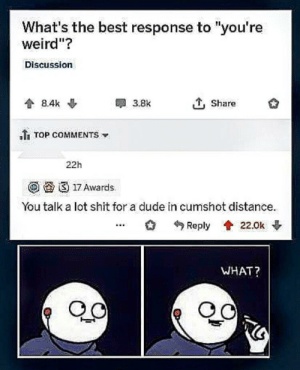 What's the best response to "you're
weird"?
Discussion
8.4k 3.8k Share
TOP COMMENTS
22h
17 Awards
You talk a lot shit for a dude in cumshot distance.
... Reply 22.0k
WHAT?